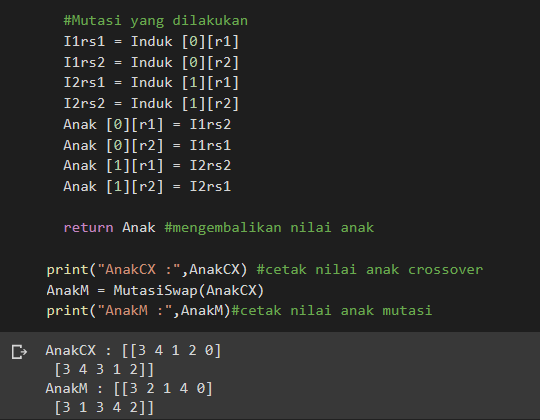 #Mutasi yang dilakukan
I1rs1 = Induk [0][r1]
I1rs2 = Induk [0][r2]
I2rs1 = Induk [1][r1]
I2rs2 = Induk [1][r2]
Anak [0][r1] = I1rs2
Anak [0][r2] = I1rs1
Anak [1][r1] = I2rs2
Anak [1][r2] = I2rs1
return Anak #mengembalikan nilai anak
print("AnakCX :",AnakCX) #cetak nilai anak crossover
AnakM = MutasiSwap(AnakCX)
print("AnakM :",AnakM)#cetak nilai anak mutasi
AnakCX : [[3 4 1 2 0]
[3 4 3 1 2]]
AnakM : [[3 2 1 4 0]
[3 1 3 4 2]]